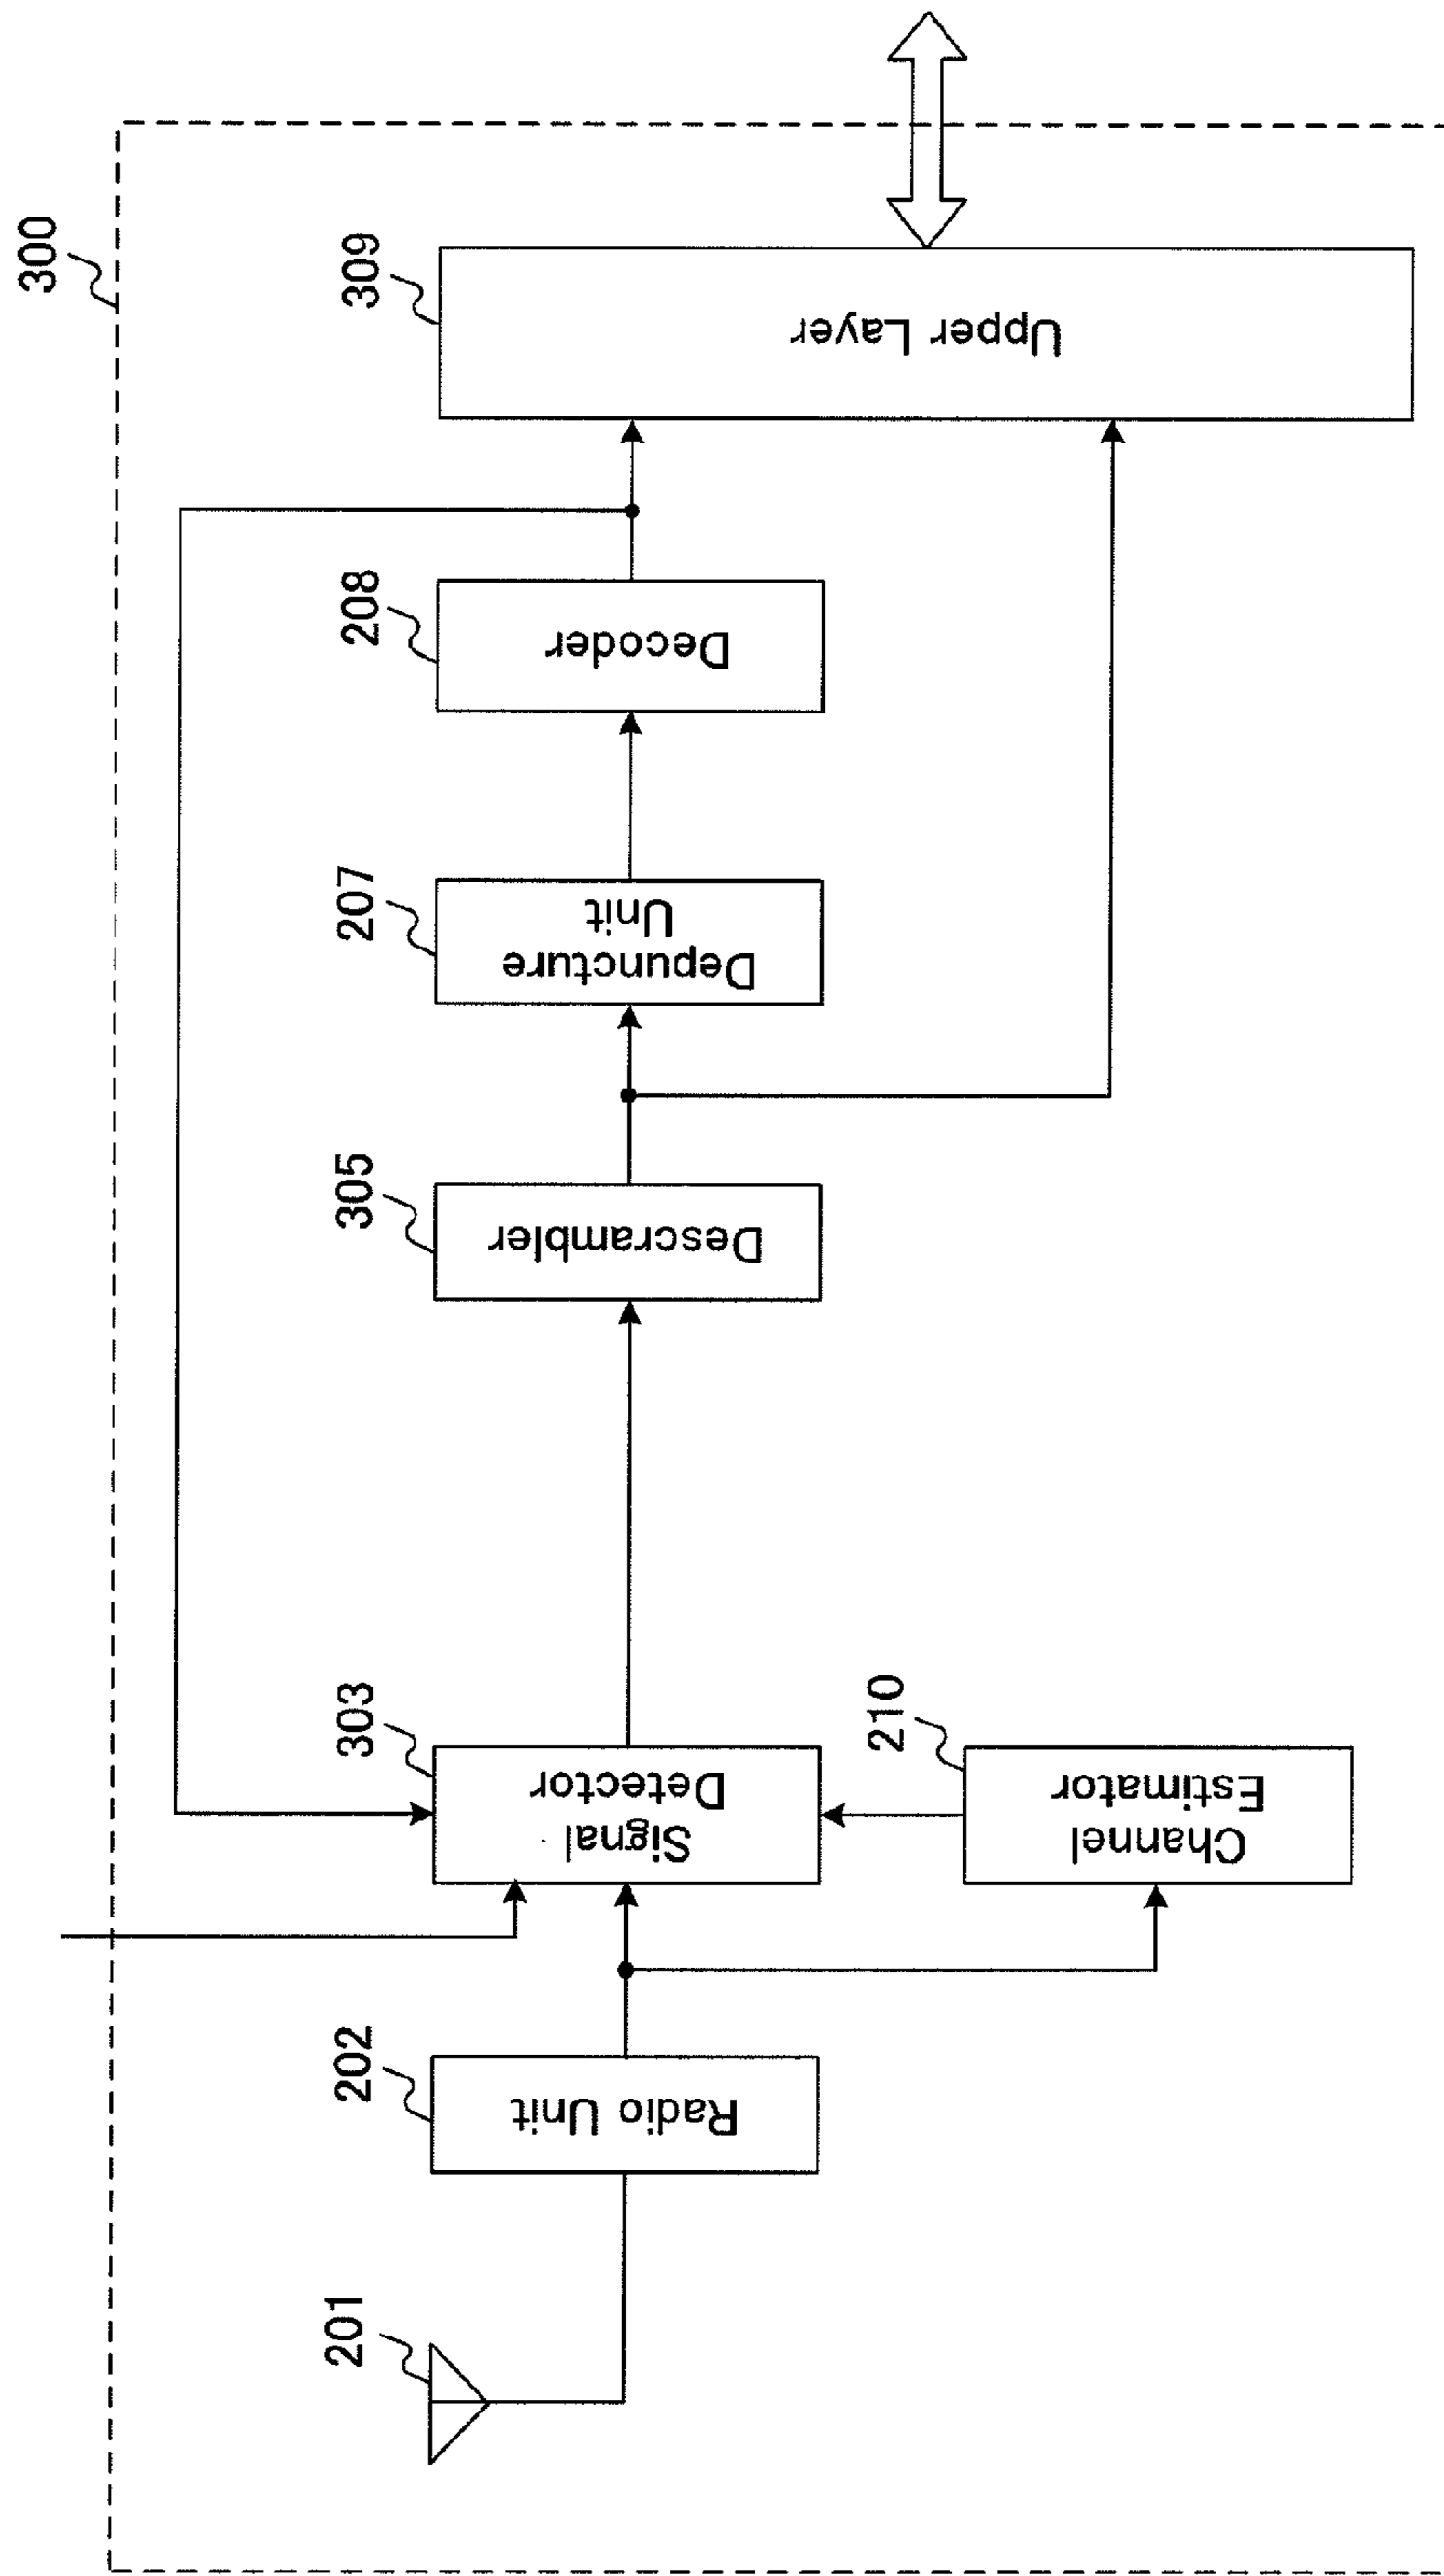 300
309
Upper Layer
208
Decoder
207
Depuncture
Unit
305
Descrambler
303
Signal
Detector
210
Channel
Estimator
202
Radio Unit
201